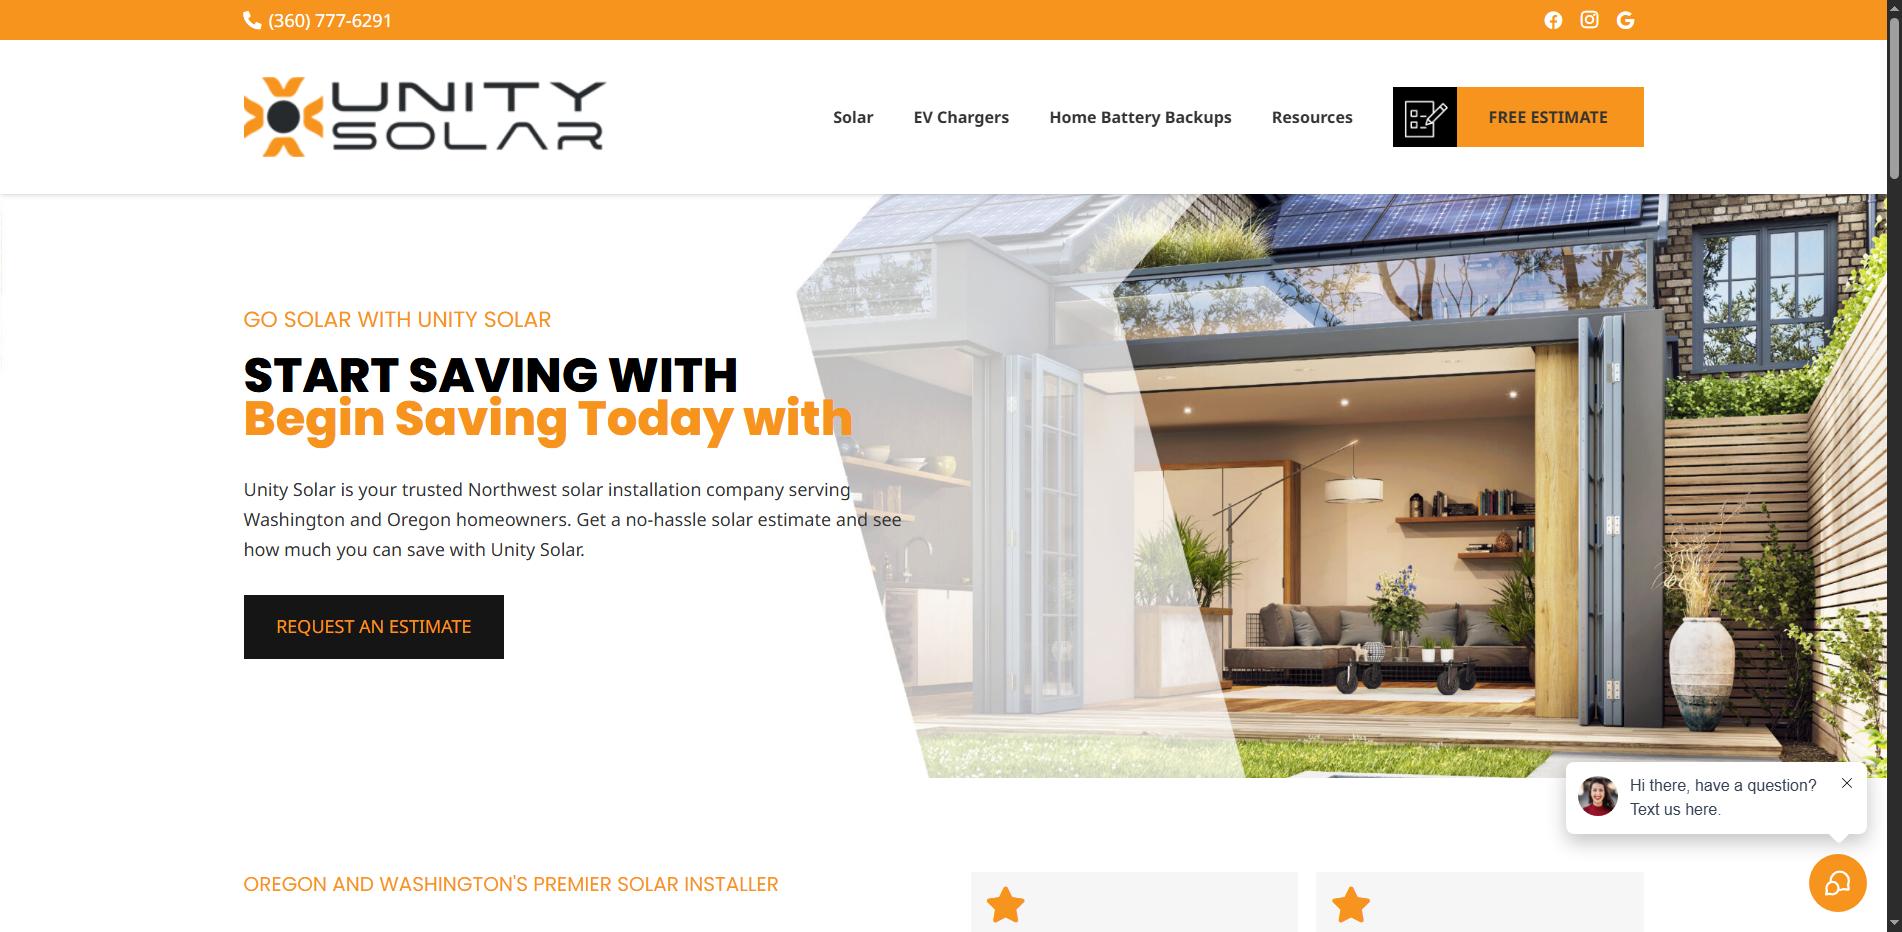 (360) 777-6291
UNITY
SOLAR
Solar
EV Chargers
Home Battery Backups
Resources
FREE ESTIMATE
GO SOLAR WITH UNITY SOLAR
START SAVING WITH
Begin Saving Today with
Unity Solar is your trusted Northwest solar installation company serving
Washington and Oregon homeowners. Get a no-hassle solar estimate and see
how much you can save with Unity Solar.
REQUEST AN ESTIMATE
Hi there, have a question?
Text us here.
OREGON AND WASHINGTON'S PREMIER SOLAR INSTALLER